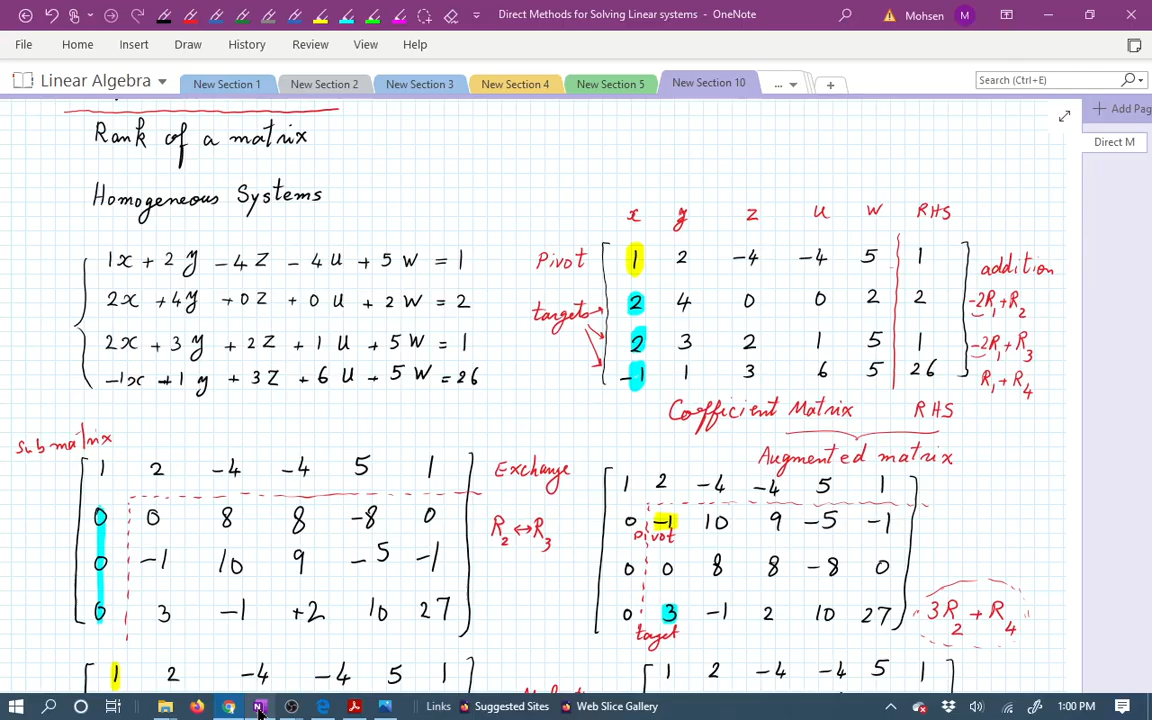 Direct Methods for Solving Linear systems - OneNote
Mohsen M
File Home Insert Draw History Review View Help
Linear Algebra New Section 1 New Section 2 New Section 3 New Section 4 New Section 5 New Section 10 ... +
Search (Ctrl+E)
Add Pag
Direct M
Rank of a matrix
Homogeneous Systems
1x + 2y - 4z - 4u + 5w = 1
2x + 4y + 0z + 0u + 2w = 2
2x + 3y + 2z + 1u + 5w = 1
-1x + 1y + 3z + 6u + 5w = 26
x y z u w RHS
Pivot 1 2 -4 -4 5 1 addition
targets 2 4 0 0 2 2 -2R1+R2
2 3 2 1 5 1 -2R1+R3
-1 1 3 6 5 26 R1+R4
Coefficient Matrix RHS
Augmented matrix
Submatrix
1 2 -4 -4 5 1
0 0 8 8 -8 0
0 -1 10 9 -5 -1
0 3 -1 +2 10 27
Exchange
R2↔R3
1 2 -4 -4 5 1
0 -1 10 9 -5 -1
Pivot
0 0 8 8 -8 0
0 3 -1 2 10 27 3R2+R4
target
1 2 -4 -4 5 1
1 2 -4 -4 5 1
Links Suggested Sites Web Slice Gallery
1:00 PM